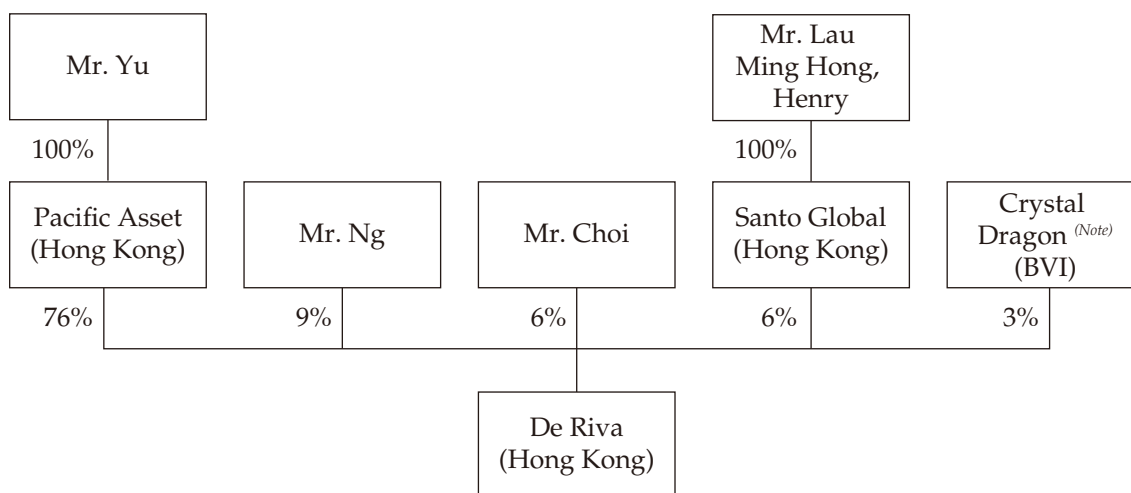 Mr. Yu
Mr. Lau
Ming Hong,
Henry
100%
100%
Pacific Asset
(Hong Kong)
Mr. Ng
Mr. Choi
Santo Global
(Hong Kong)
Crystal
Dragon (Note)
(BVI)
76%
9%
6%
6%
3%
De Riva
(Hong Kong)